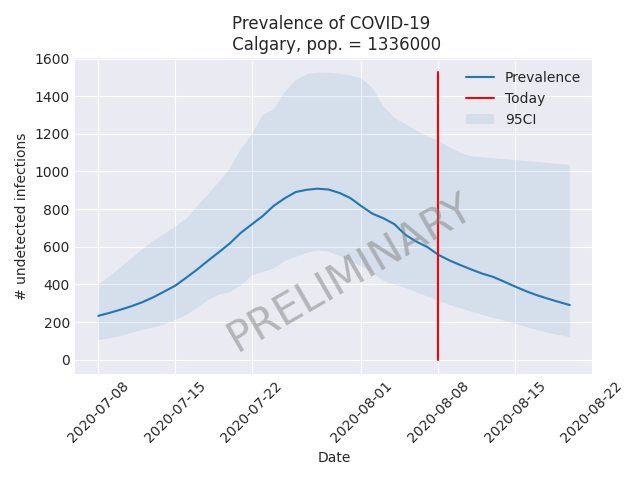 Prevalence of COVID-19
Calgary, pop. = 1336000
1600
1400
1200
1000
800
600
400
200
0
# undetected infections
Prevalence
Today
95CI
PRELIMINARY
2020-07-08
2020-07-15
2020-07-22
2020-08-01
2020-08-08
2020-08-15
2020-08-22
Date